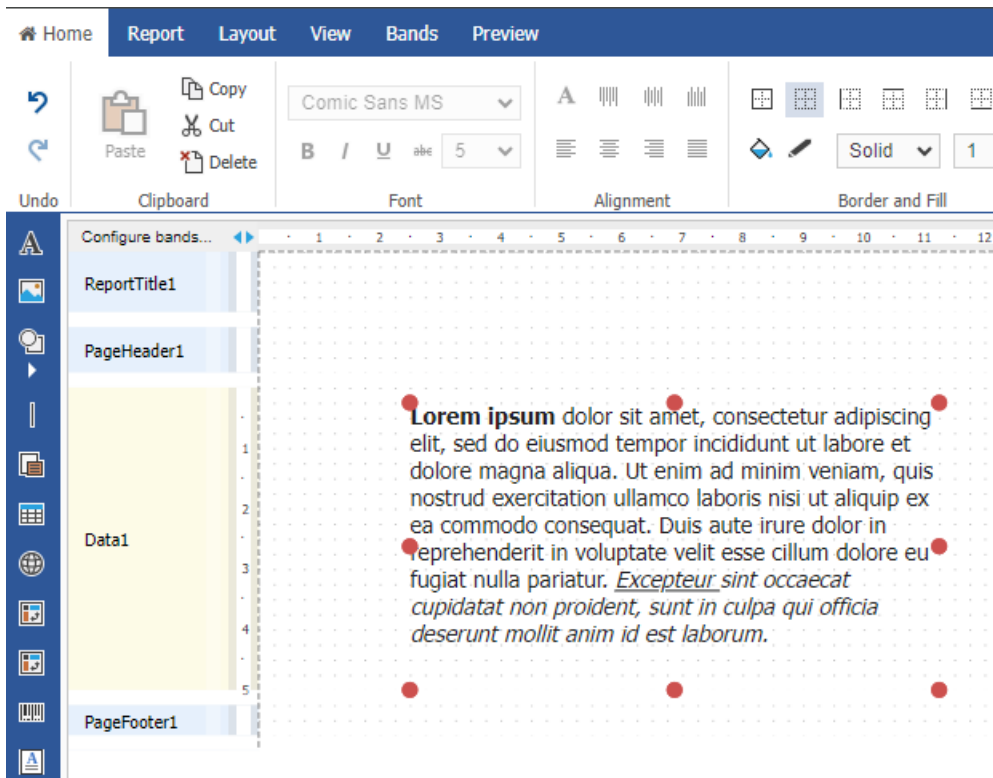 Home Report Layout View Bands Preview
Copy
Comic Sans MS
A
Cut
Paste
B I U abc 5
Solid 1
Delete
Undo Clipboard Font Alignment Border and Fill
Configure bands... 1 2 3 4 5 6 7 8 9 10 11 12
A
ReportTitle1
PageHeader1
Lorem ipsum dolor sit amet, consectetur adipiscing
elit, sed do eiusmod tempor incididunt ut labore et
1
dolore magna aliqua. Ut enim ad minim veniam, quis
nostrud exercitation ullamco laboris nisi ut aliquip ex
2
ea commodo consequat. Duis aute irure dolor in
Data1
reprehenderit in voluptate velit esse cillum dolore eu
3
fugiat nulla pariatur. Excepteur sint occaecat
cupidatat non proident, sunt in culpa qui officia
4
deserunt mollit anim id est laborum.
5
PageFooter1
A